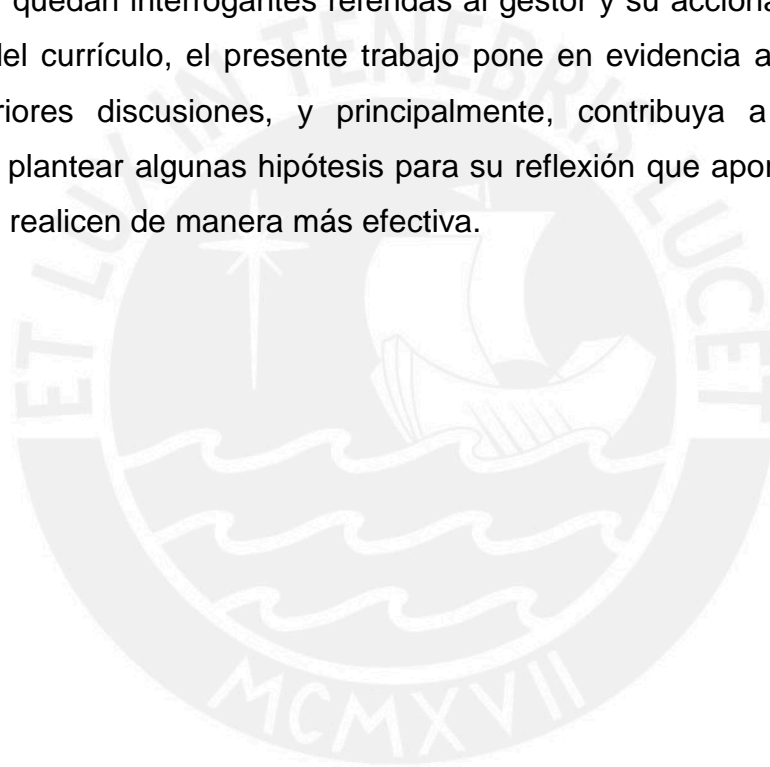 quedan interrogantes referidas al gestor y su acciona
del currículo, el presente trabajo pone en evidencia a
riores discusiones, y principalmente, contribuya a
plantear algunas hipótesis para su reflexión que apor
realicen de manera más efectiva.
ET LUX IN TENEBRIS LUCET
MCMXVII